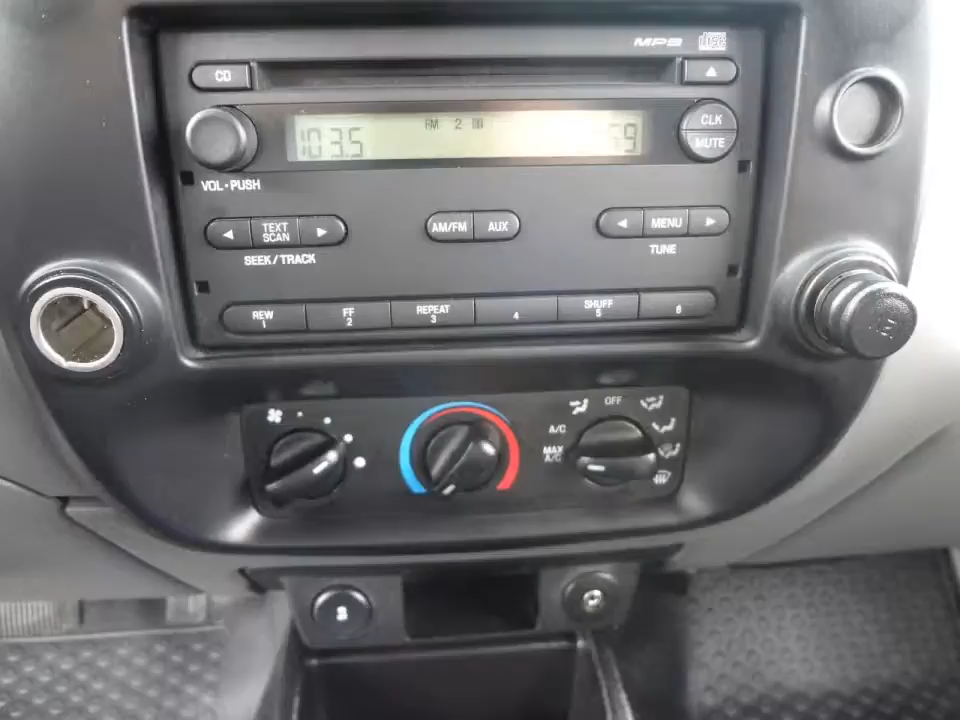 MP3 disc
CD
CLK
MUTE
FM 2
103.5
VOL•PUSH
TEXT
SCAN
SEEK/TRACK
AM/FM AUX
MENU
TUNE
REW
1
FF
2
REPEAT
3
4
SHUFF
5
6
OFF
A/C
MAX
A/C